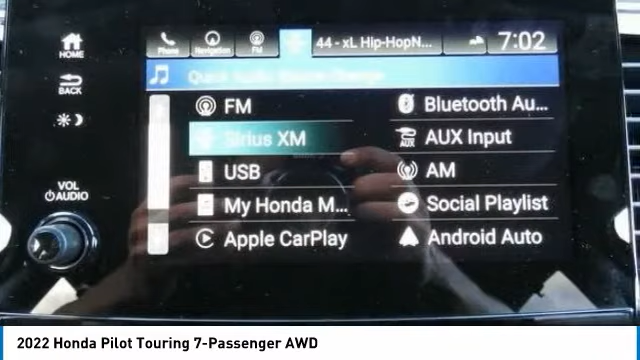 HOME
Phone
Navigation
FM
44 - xL Hip-HopN...
7:02
BACK
FM
Bluetooth Au...
Sirius XM
AUX Input
AUX
USB
AM
My Honda M...
Social Playlist
VOL
AUDIO
Apple CarPlay
Android Auto
2022 Honda Pilot Touring 7-Passenger AWD